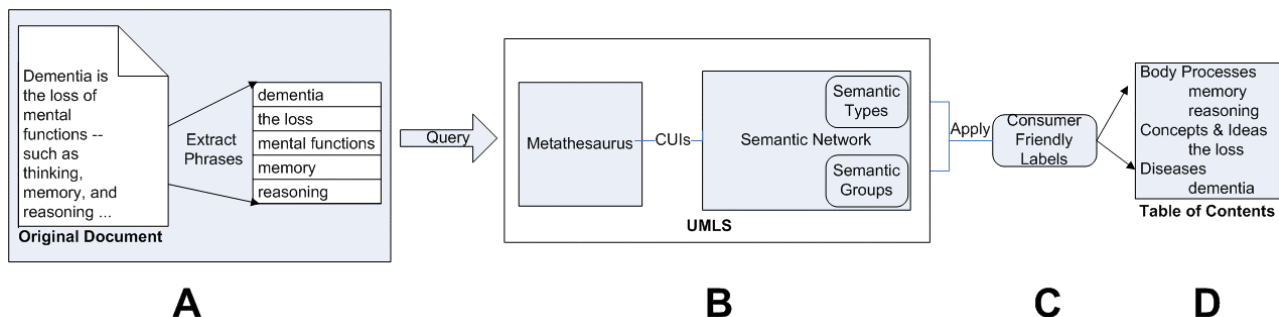 Dementia is
the loss of
mental
functions --
such as
thinking,
memory, and
reasoning ...
Original Document
Extract
Phrases
dementia
the loss
mental functions
memory
reasoning
Query
Metathesaurus
CUIs
Semantic Network
Semantic
Types
Semantic
Groups
UMLS
Apply
Consumer
Friendly
Labels
Body Processes
memory
reasoning
Concepts & Ideas
the loss
Diseases
dementia
Table of Contents
A
B
C
D